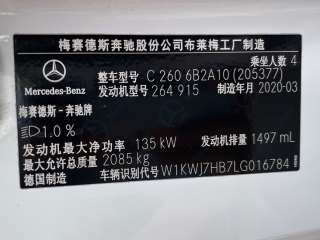 梅赛德斯奔驰股份公司布莱梅工厂制造
乘坐人数 4
整车型号 C 260 6B2A10 (205377)
Mercedes-Benz
发动机型号 264 915 制造年月 2020-03
梅赛德斯-奔驰牌
1.0 %
发动机最大净功率 135 kW 发动机排量 1497 mL
最大允许总质量 2085 kg
德国制造 车辆识别代号 W1KWJ7HB7LG016784